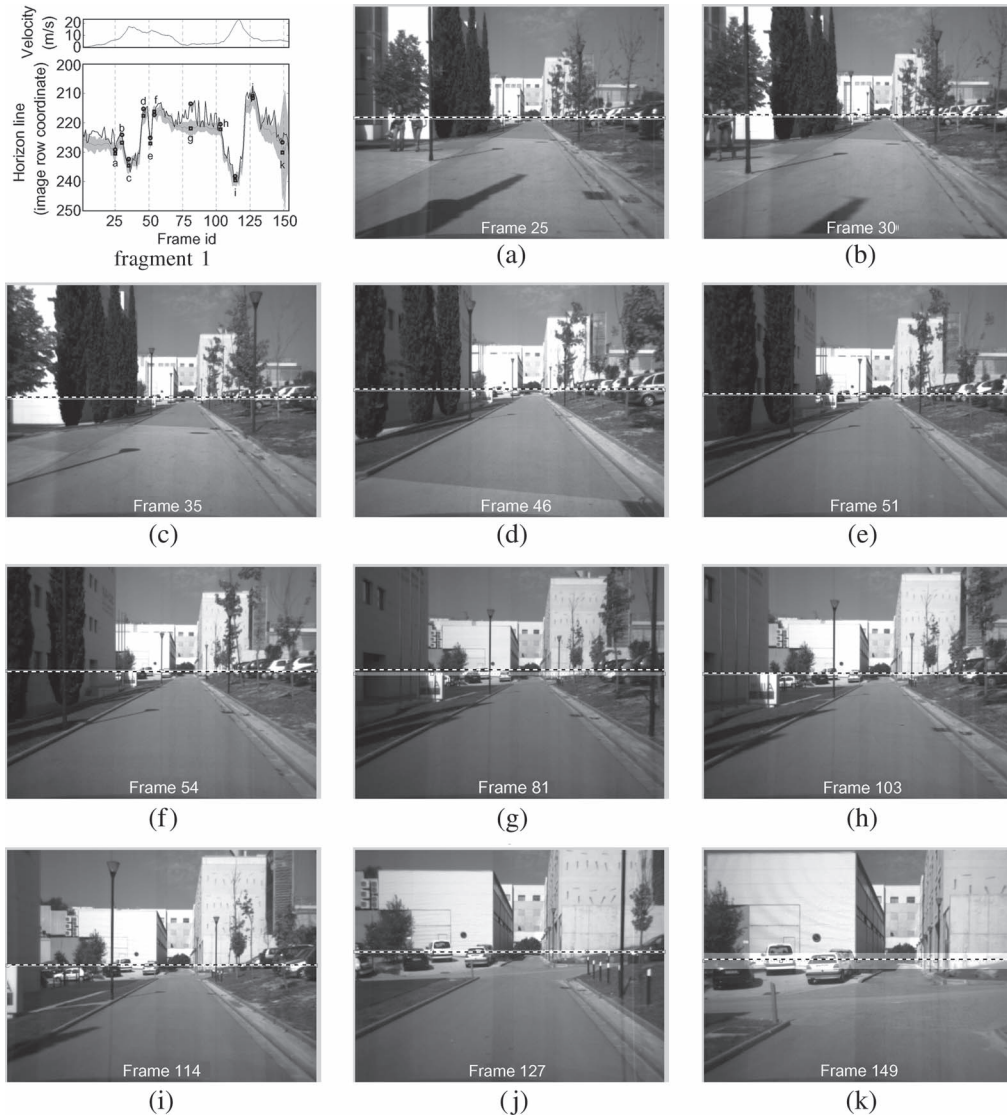 Velocity
(m/s)
20
10
0
Horizon line
(image row coordinate)
200
210
220
230
240
250
a
b
c
d
e
f
g
h
i
k
25 50 75 100 125 150
Frame id
fragment 1
Frame 25
(a)
Frame 30
(b)
Frame 35
(c)
Frame 46
(d)
Frame 51
(e)
Frame 54
(f)
Frame 81
(g)
Frame 103
(h)
Frame 114
(i)
Frame 127
(j)
Frame 149
(k)